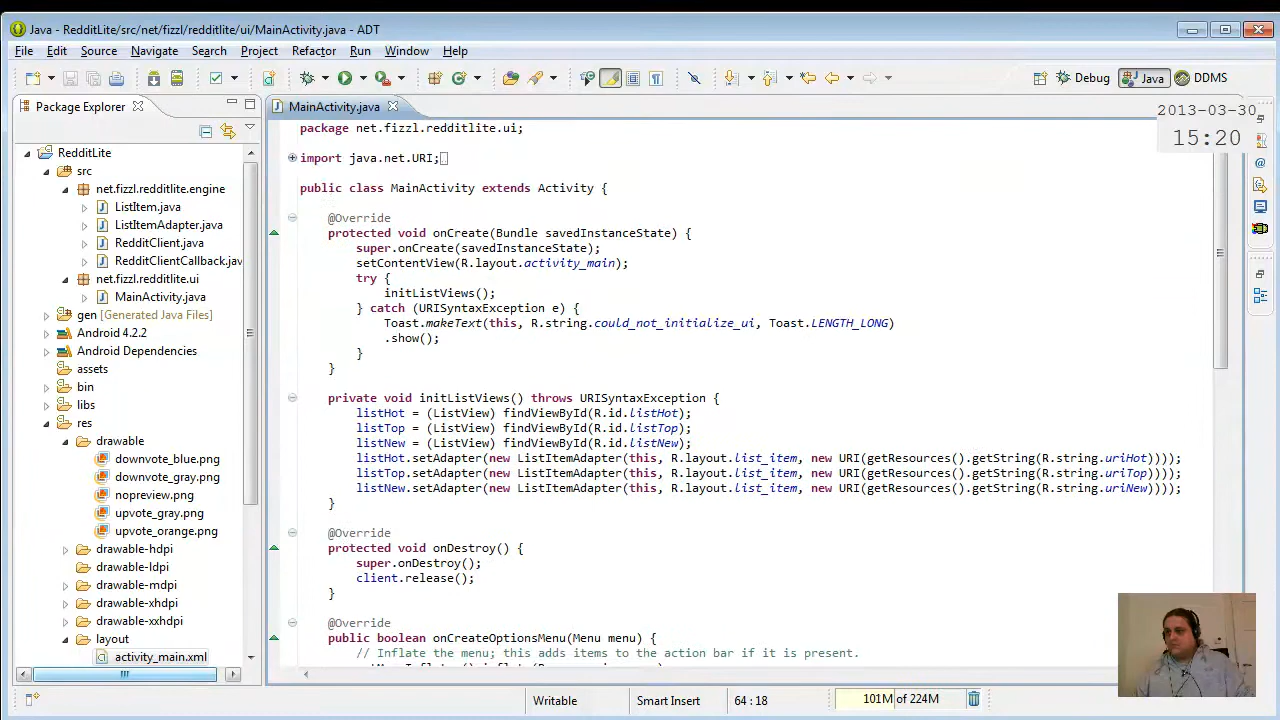 Java - RedditLite/src/net/fizzl/redditlite/ui/MainActivity.java - ADT
File Edit Source Navigate Search Project Refactor Run Window Help
Debug Java DDMS
Package Explorer
MainActivity.java
2013-03-30
15:20
RedditLite
src
net.fizzl.redditlite.engine
ListItem.java
ListItemAdapter.java
RedditClient.java
RedditClientCallback.jav
net.fizzl.redditlite.ui
MainActivity.java
gen [Generated Java Files]
Android 4.2.2
Android Dependencies
assets
bin
libs
res
drawable
downvote_blue.png
downvote_gray.png
nopreview.png
upvote_gray.png
upvote_orange.png
drawable-hdpi
drawable-ldpi
drawable-mdpi
drawable-xhdpi
drawable-xxhdpi
layout
activity_main.xml
package net.fizzl.redditlite.ui;
import java.net.URI;
public class MainActivity extends Activity {
@Override
protected void onCreate(Bundle savedInstanceState) {
super.onCreate(savedInstanceState);
setContentView(R.layout.activity_main);
try {
initListViews();
} catch (URISyntaxException e) {
Toast.makeText(this, R.string.could_not_initialize_ui, Toast.LENGTH_LONG)
.show();
}
}
private void initListViews() throws URISyntaxException {
listHot = (ListView) findViewById(R.id.listHot);
listTop = (ListView) findViewById(R.id.listTop);
listNew = (ListView) findViewById(R.id.listNew);
listHot.setAdapter(new ListItemAdapter(this, R.layout.list_item, new URI(getResources().getString(R.string.uriHot))));
listTop.setAdapter(new ListItemAdapter(this, R.layout.list_item, new URI(getResources().getString(R.string.uriTop))));
listNew.setAdapter(new ListItemAdapter(this, R.layout.list_item, new URI(getResources().getString(R.string.uriNew))));
}
@Override
protected void onDestroy() {
super.onDestroy();
client.release();
}
@Override
public boolean onCreateOptionsMenu(Menu menu) {
// Inflate the menu; this adds items to the action bar if it is present.
Writable Smart Insert 64 : 18 101M of 224M